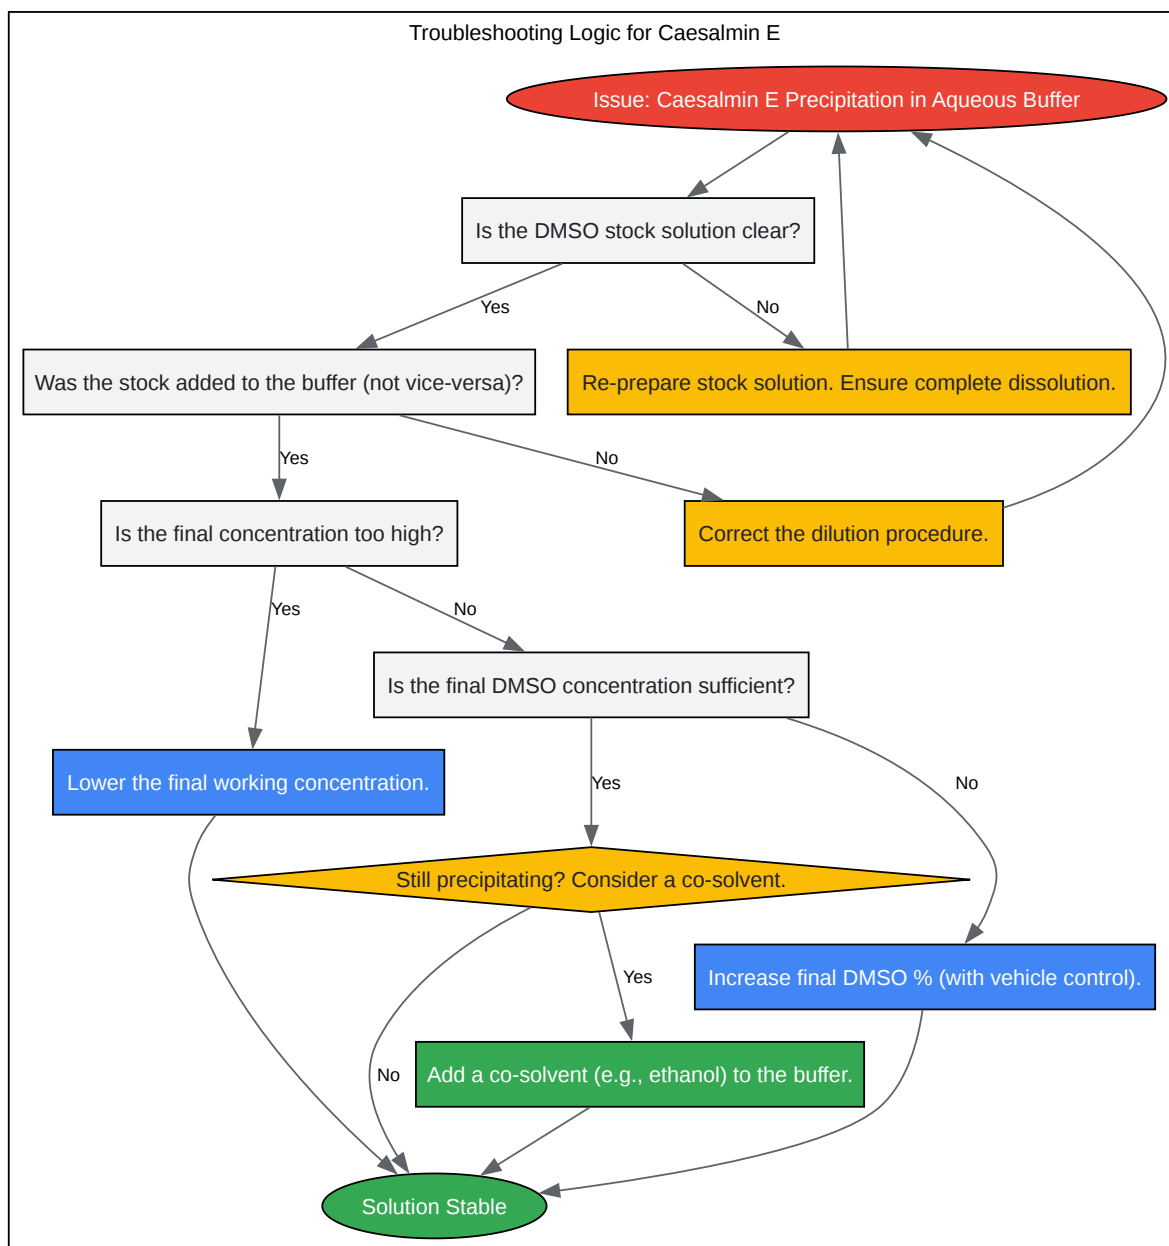 Troubleshooting Logic for Caesalmin E
Issue: Caesalmin E Precipitation in Aqueous Buffer
Is the DMSO stock solution clear?
Yes
No
Was the stock added to the buffer (not vice-versa)?
Re-prepare stock solution. Ensure complete dissolution.
Yes
No
Is the final concentration too high?
Correct the dilution procedure.
Yes
No
Is the final DMSO concentration sufficient?
Lower the final working concentration.
Yes
No
Still precipitating? Consider a co-solvent.
Yes
Increase final DMSO % (with vehicle control).
No
Add a co-solvent (e.g., ethanol) to the buffer.
Solution Stable